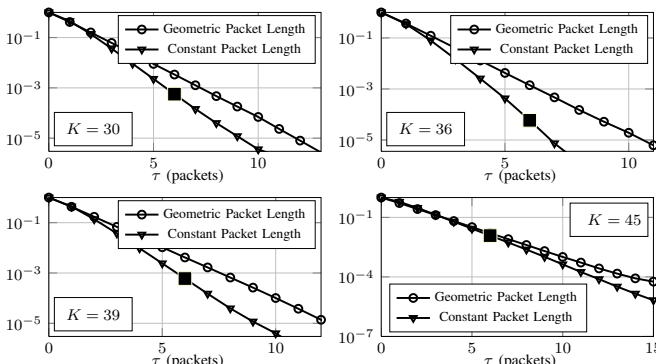 10⁻¹
10⁻³
10⁻⁵
Geometric Packet Length
Constant Packet Length
K = 30
0 5 10
τ (packets)
10⁻¹
10⁻³
10⁻⁵
Geometric Packet Length
Constant Packet Length
K = 36
0 5 10
τ (packets)
10⁻¹
10⁻³
10⁻⁵
Geometric Packet Length
Constant Packet Length
K = 39
0 5 10
τ (packets)
10⁻¹
10⁻⁴
10⁻⁷
K = 45
Geometric Packet Length
Constant Packet Length
0 5 10 15
τ (packets)